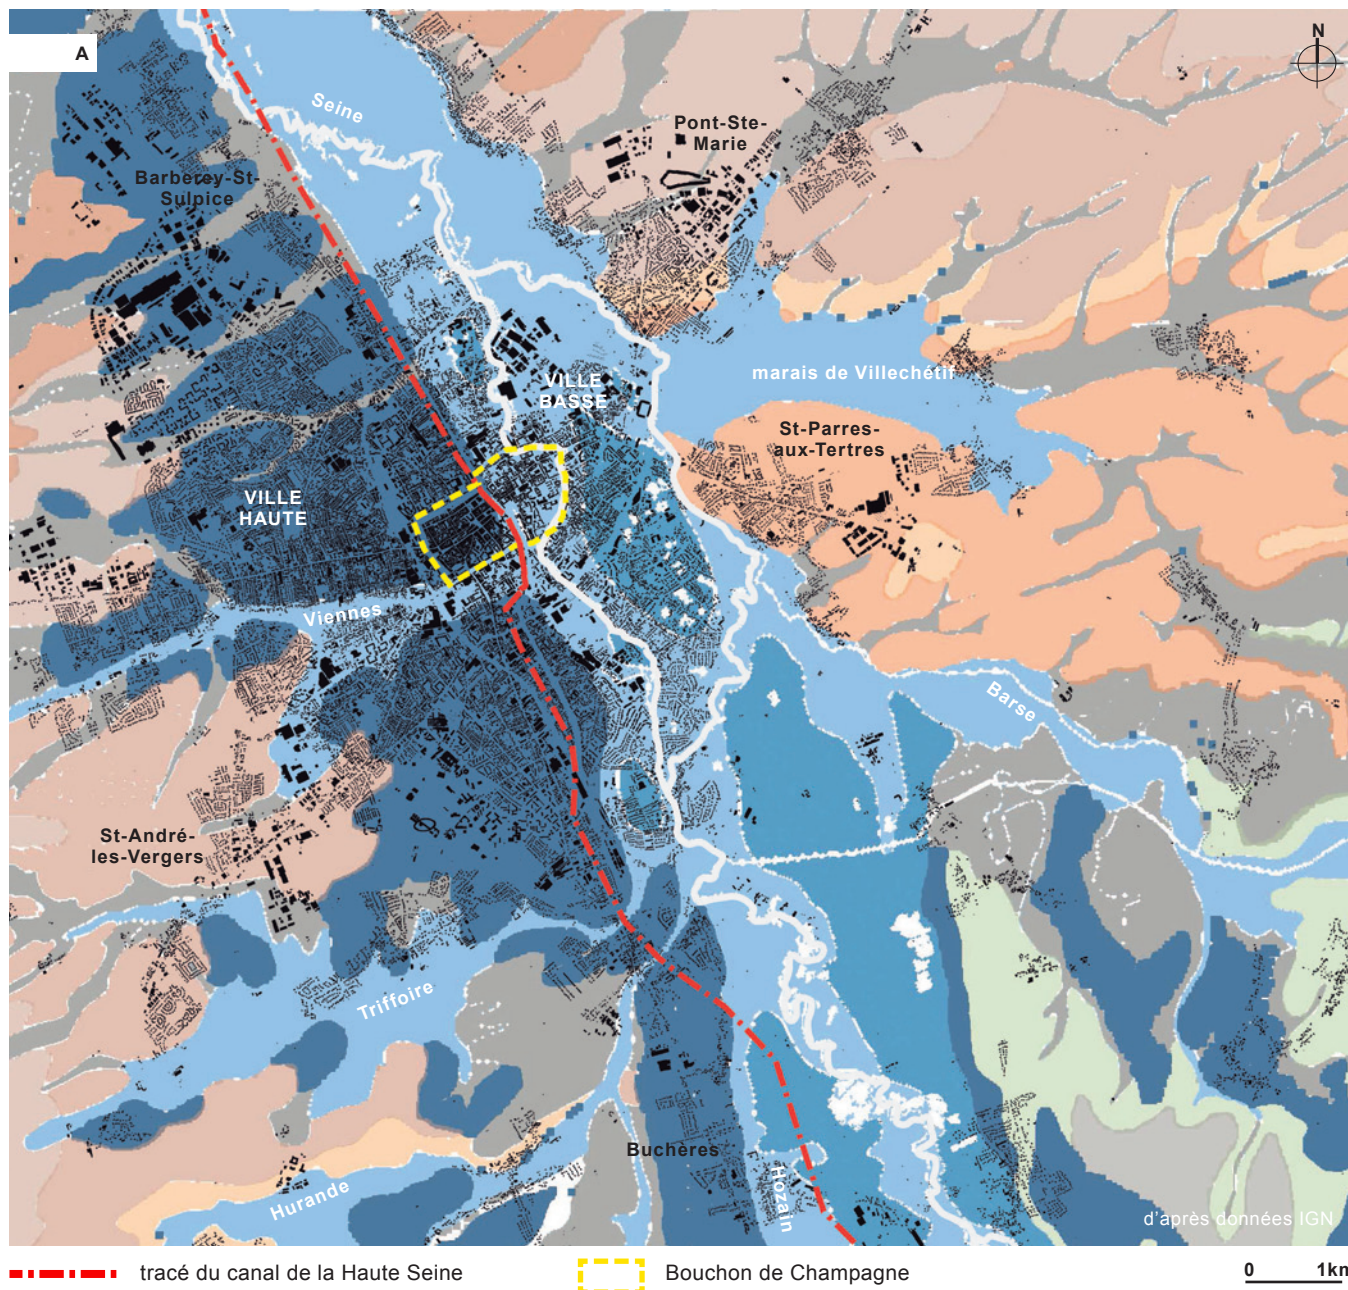 A
N
Seine
Pont-Ste-
Marie
Barberey-St-
Sulpice
VILLE
BASSE
marais de Villechétif
St-Parres-
aux-Tertres
VILLE
HAUTE
Viennes
Barse
St-André-
les-Vergers
Triffoire
Buchères
Hozain
Hurande
d'après données IGN
tracé du canal de la Haute Seine
Bouchon de Champagne
0 1km